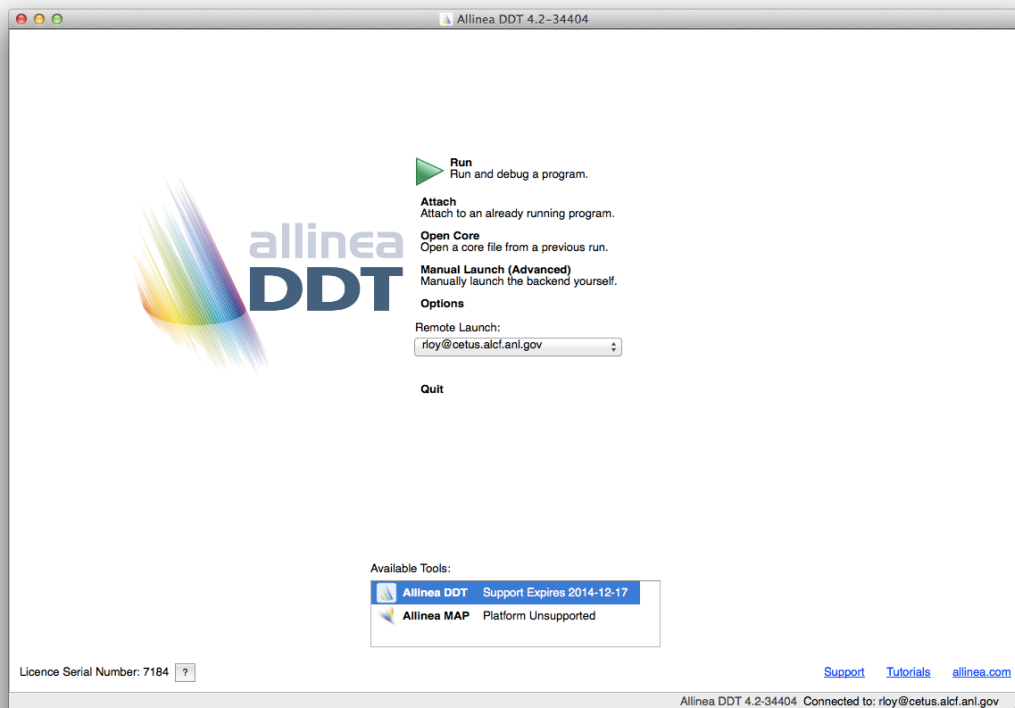 Allinea DDT 4.2-34404
Run
Run and debug a program.
allinea
DDT
Attach
Attach to an already running program.
Open Core
Open a core file from a previous run.
Manual Launch (Advanced)
Manually launch the backend yourself.
Options
Remote Launch:
rloy@cetus.alcf.anl.gov
Quit
Available Tools:
Allinea DDT Support Expires 2014-12-17
Allinea MAP Platform Unsupported
Licence Serial Number: 7184 ?
Support Tutorials allinea.com
Allinea DDT 4.2-34404 Connected to: rloy@cetus.alcf.anl.gov